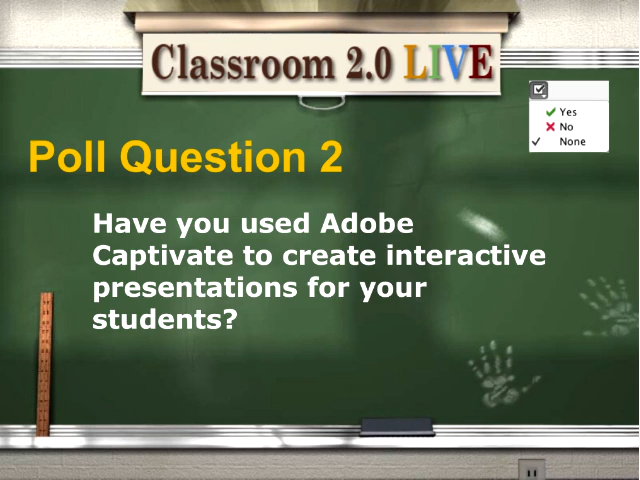 Classroom 2.0 LIVE
Yes
No
None
Poll Question 2
Have you used Adobe
Captivate to create interactive
presentations for your
students?